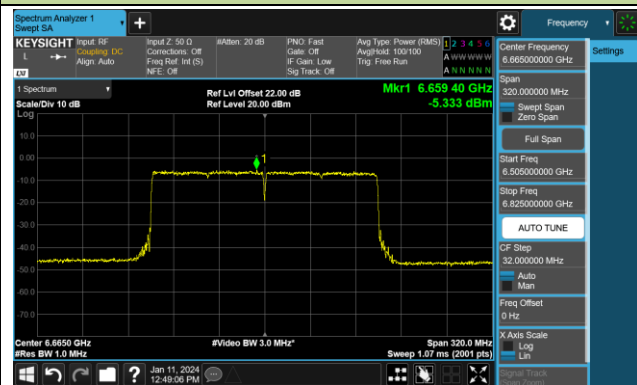 Spectrum Analyzer 1
Swept SA
Frequency
KEYSIGHT
L
LXI
Input: RF
Coupling: DC
Align: Auto
Input Z: 50 Ω
Corrections: Off
Freq Ref: Int (S)
NFE: Off
#Atten: 20 dB
PNO: Fast
Gate: Off
IF Gain: Low
Sig Track: Off
Avg Type: Power (RMS)
Avg|Hold: 100/100
Trig: Free Run
1 2 3 4 5 6
A W W W W W
A N N N N N
1 Spectrum
Scale/Div 10 dB
Log
Ref Lvl Offset 22.00 dB
Ref Level 20.00 dBm
Mkr1 6.659 40 GHz
-5.333 dBm
10.0
0.00
-10.0
-20.0
-30.0
-40.0
-50.0
-60.0
-70.0
1
Center 6.6650 GHz
#Res BW 1.0 MHz
#Video BW 3.0 MHz*
Span 320.0 MHz
Sweep 1.07 ms (2001 pts)
Center Frequency
6.665000000 GHz
Settings
Span
320.000000 MHz
Swept Span
Zero Span
Full Span
Start Freq
6.505000000 GHz
Stop Freq
6.825000000 GHz
AUTO TUNE
CF Step
32.000000 MHz
Auto
Man
Freq Offset
0 Hz
X Axis Scale
Log
Lin
Signal Track
(Span Zoom)
?
Jan 11, 2024
12:49:06 PM